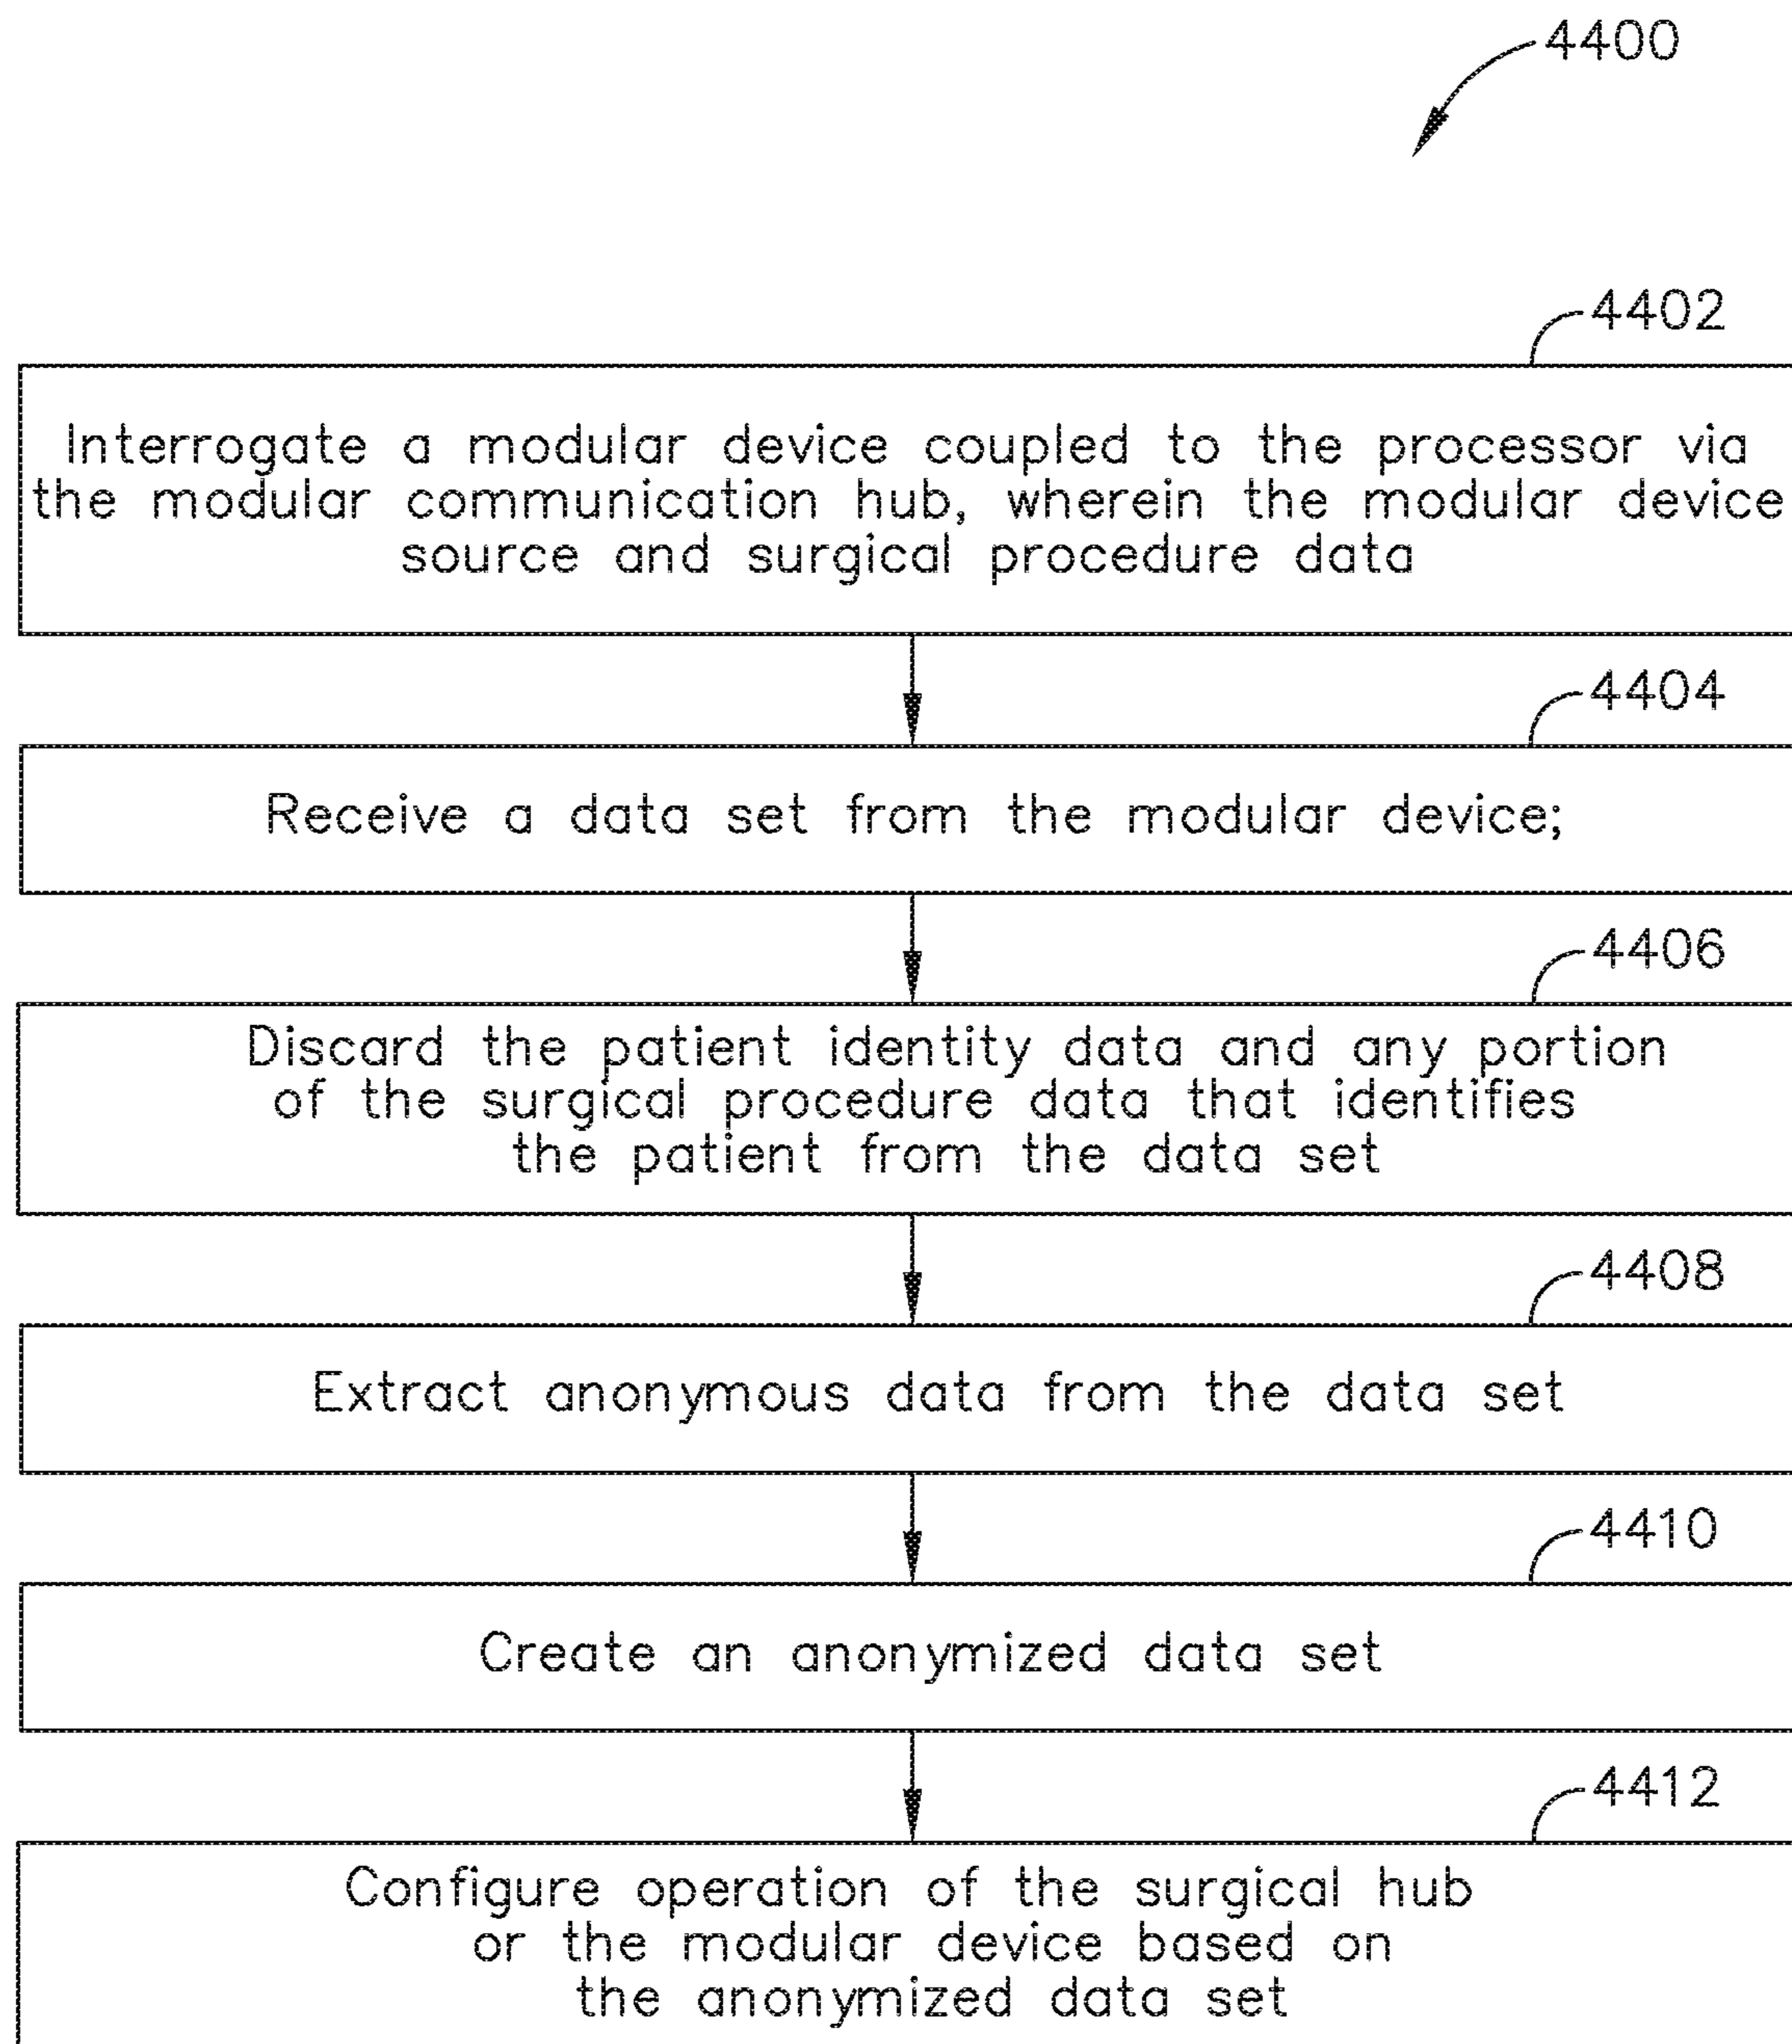 4400
4402
Interrogate a modular device coupled to the processor via
the modular communication hub, wherein the modular device
source and surgical procedure data
4404
Receive a data set from the modular device;
4406
Discard the patient identity data and any portion
of the surgical procedure data that identifies
the patient from the data set
4408
Extract anonymous data from the data set
4410
Create an anonymized data set
4412
Configure operation of the surgical hub
or the modular device based on
the anonymized data set